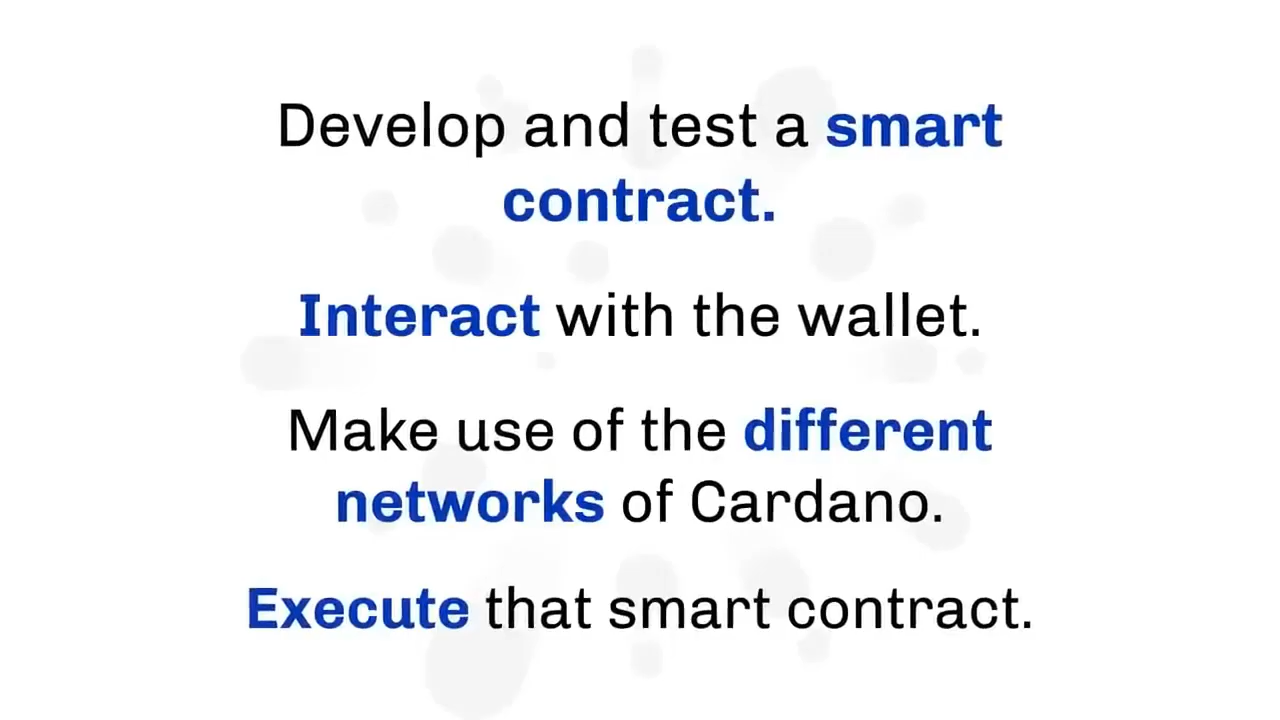 Develop and test a smart
contract.
Interact with the wallet.
Make use of the different
networks of Cardano.
Execute that smart contract.